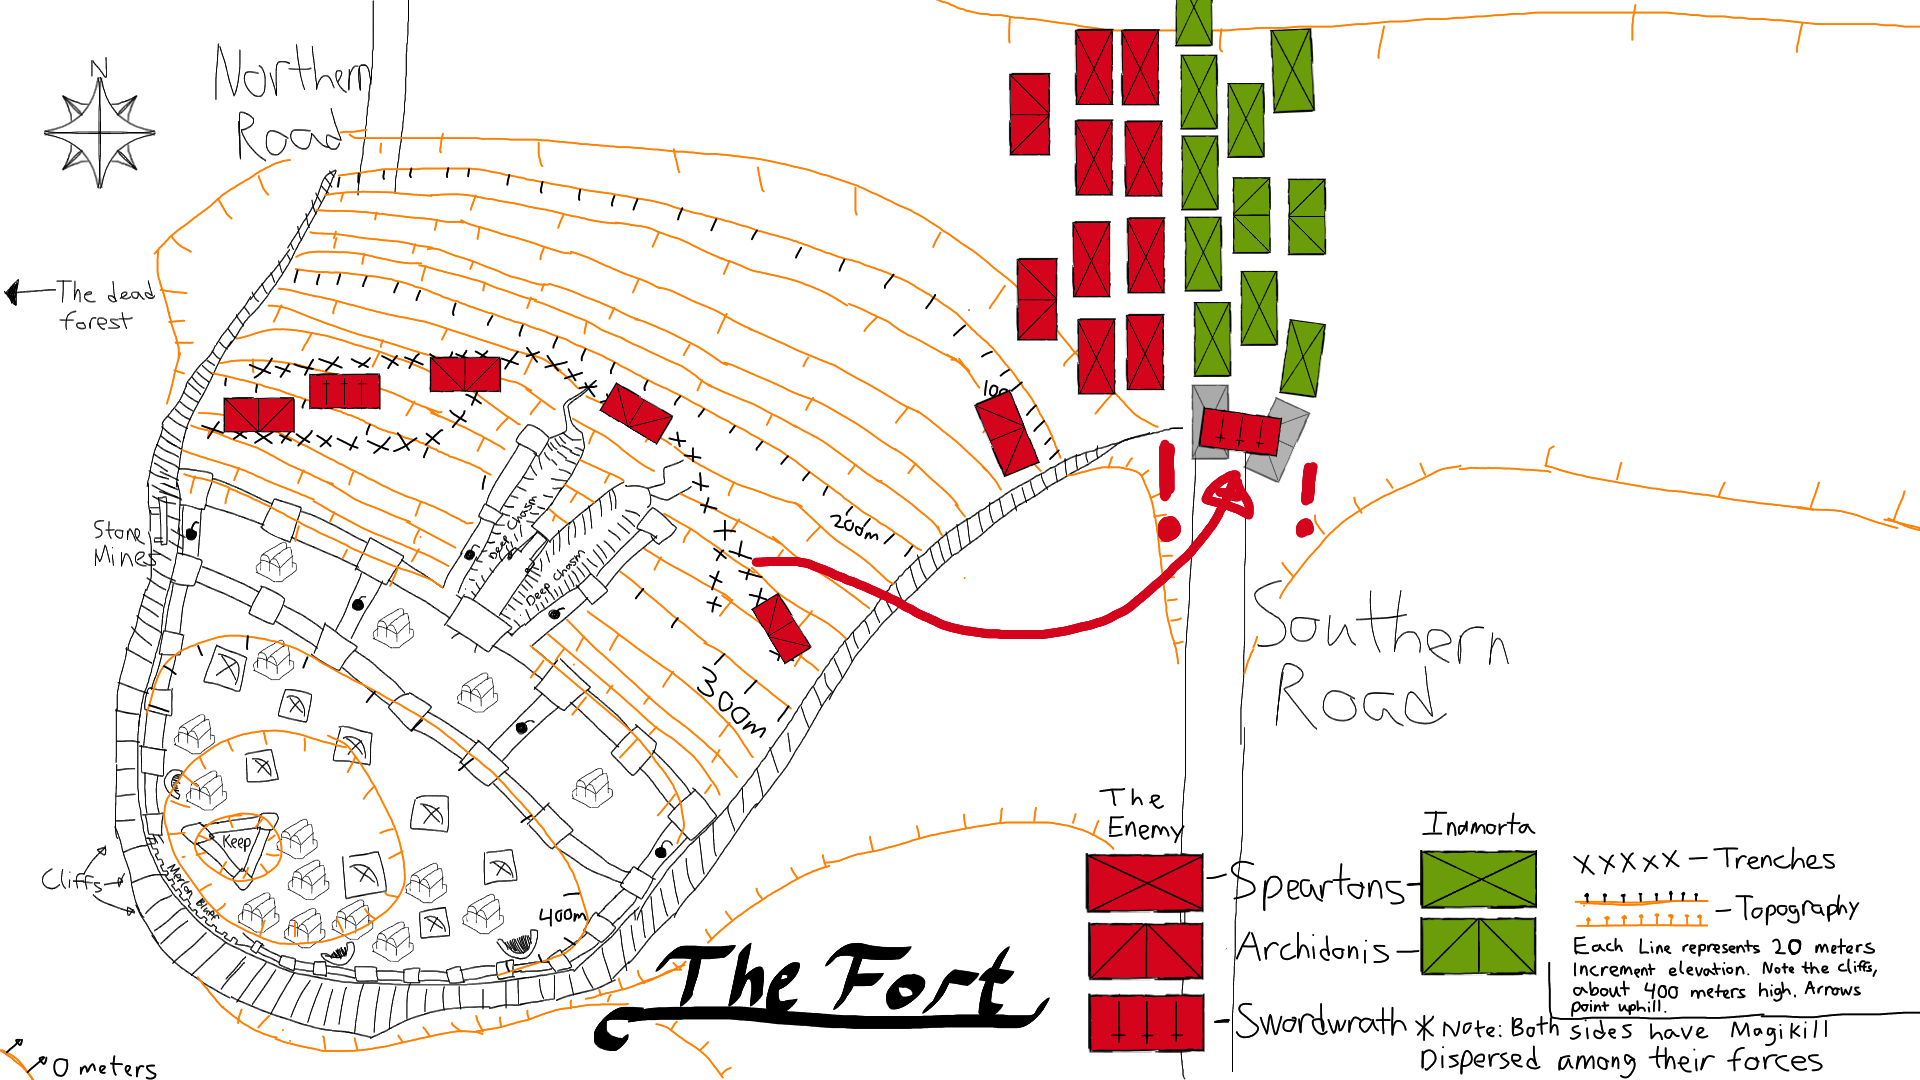 N
Northern
Road
The dead
forest
Stone
Mines
Deep Chasm
Deep Chasm
100
200m
300m
400m
Keep
Merlon Bluff
Cliffs
0 meters
The Fort
Southern
Road
The
Enemy
Inamorta
Speartons
Archidonis
Swordwrath
xxxxx - Trenches
- Topography
Each Line represents 20 meters
Increment elevation. Note the cliffs,
about 400 meters high. Arrows
point uphill.
* Note: Both sides have Magikill
Dispersed among their forces
! !